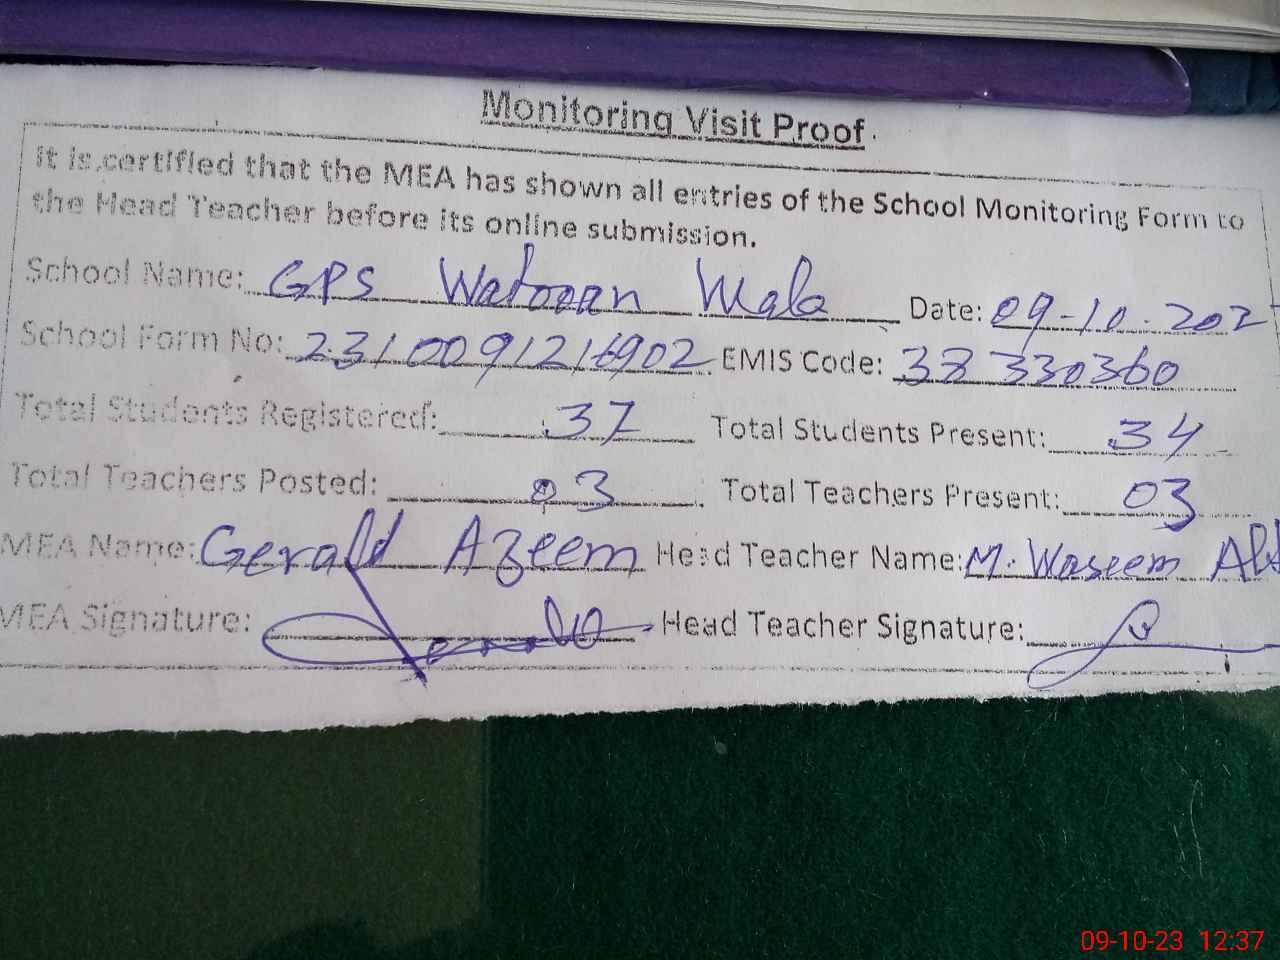 Monitoring Visit Proof.
It is certified that the MEA has shown all entries of the School Monitoring Form to
the Head Teacher before its online submission.
School Name: GPS Watooan Wala Date: 09-10-202
School Form No: 2310091216902 EMIS Code: 38330360
Total Students Registered: 37 Total Students Present: 34
Total Teachers Posted: 03 Total Teachers Present: 03
MEA Name: Gerald Azeem Head Teacher Name: M. Waseem
MEA Signature: Head Teacher Signature:
09-10-23 12:37